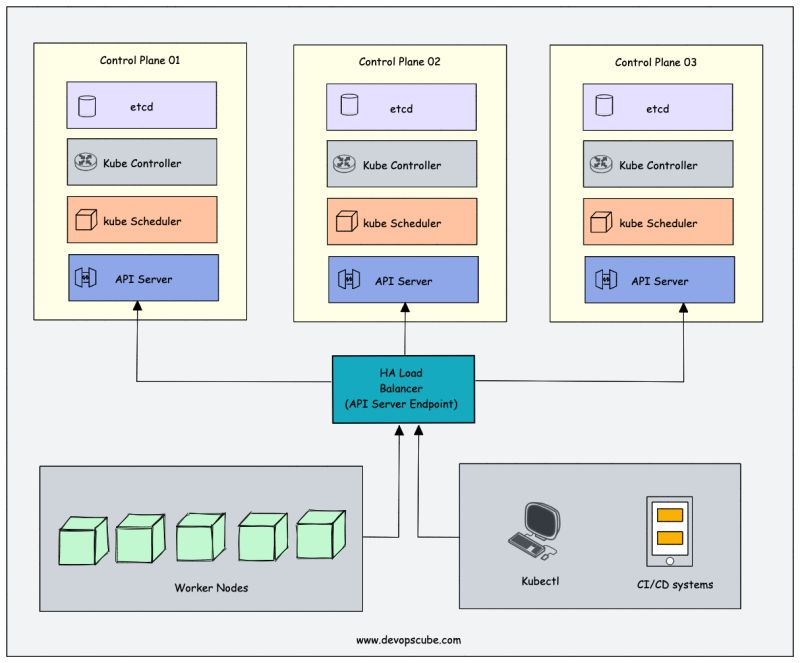 Control Plane 01
etcd
Kube Controller
kube Scheduler
API Server
Control Plane 02
etcd
Kube Controller
kube Scheduler
API Server
Control Plane 03
etcd
Kube Controller
kube Scheduler
API Server
HA Load
Balancer
(API Server Endpoint)
Worker Nodes
Kubectl
CI/CD systems
www.devopscube.com